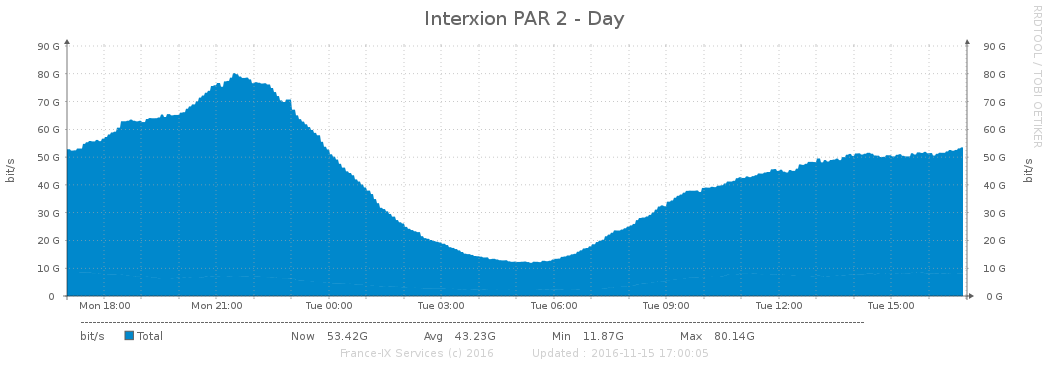 Interxion PAR 2 - Day
RRDTOOL / TOBI OETIKER
bit/s
90 G 90 G
80 G 80 G
70 G 70 G
60 G 60 G
50 G 50 G
40 G 40 G
30 G 30 G
20 G 20 G
10 G 10 G
0 0 G
bit/s
Mon 18:00 Mon 21:00 Tue 00:00 Tue 03:00 Tue 06:00 Tue 09:00 Tue 12:00 Tue 15:00
bit/s Total Now 53.42G Avg 43.23G Min 11.87G Max 80.14G
France-IX Services (c) 2016 Updated : 2016-11-15 17:00:05